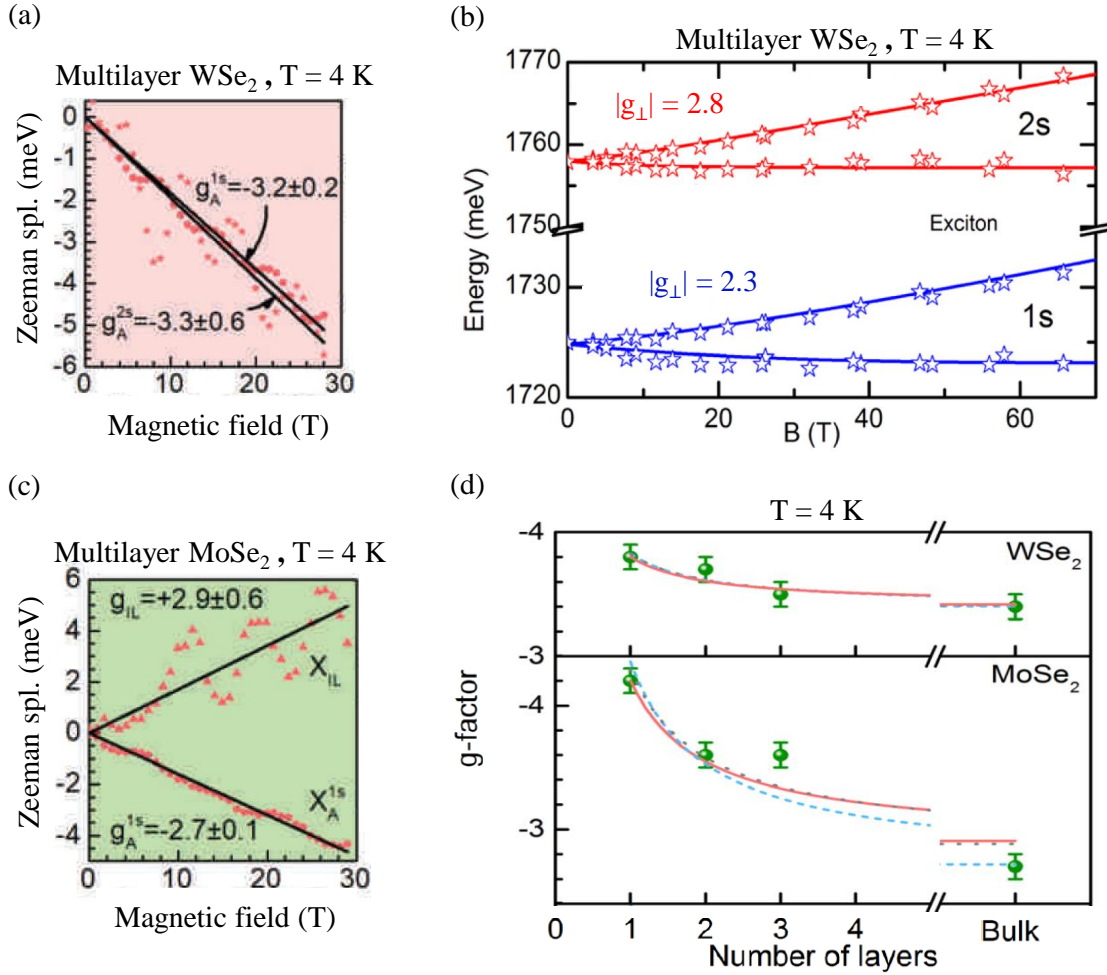 (a)
Multilayer WSe₂ , T = 4 K
0
-1
-2
-3
-4
-5
-6
g_A^1s=-3.2±0.2
g_A^2s=-3.3±0.6
Zeeman spl. (meV)
0 10 20 30
Magnetic field (T)
(b)
Multilayer WSe₂ , T = 4 K
1770
1760
1750
1730
1720
|g⊥| = 2.8
2s
Exciton
|g⊥| = 2.3
1s
Energy (meV)
0 20 40 60
B (T)
(c)
Multilayer MoSe₂ , T = 4 K
6
4
2
0
-2
-4
g_IL=+2.9±0.6
X_IL
X_A^1s
g_A^1s=-2.7±0.1
Zeeman spl. (meV)
0 10 20 30
Magnetic field (T)
(d)
T = 4 K
-4
-3
-4
-3
WSe₂
MoSe₂
g-factor
0 1 2 3 4 Bulk
Number of layers